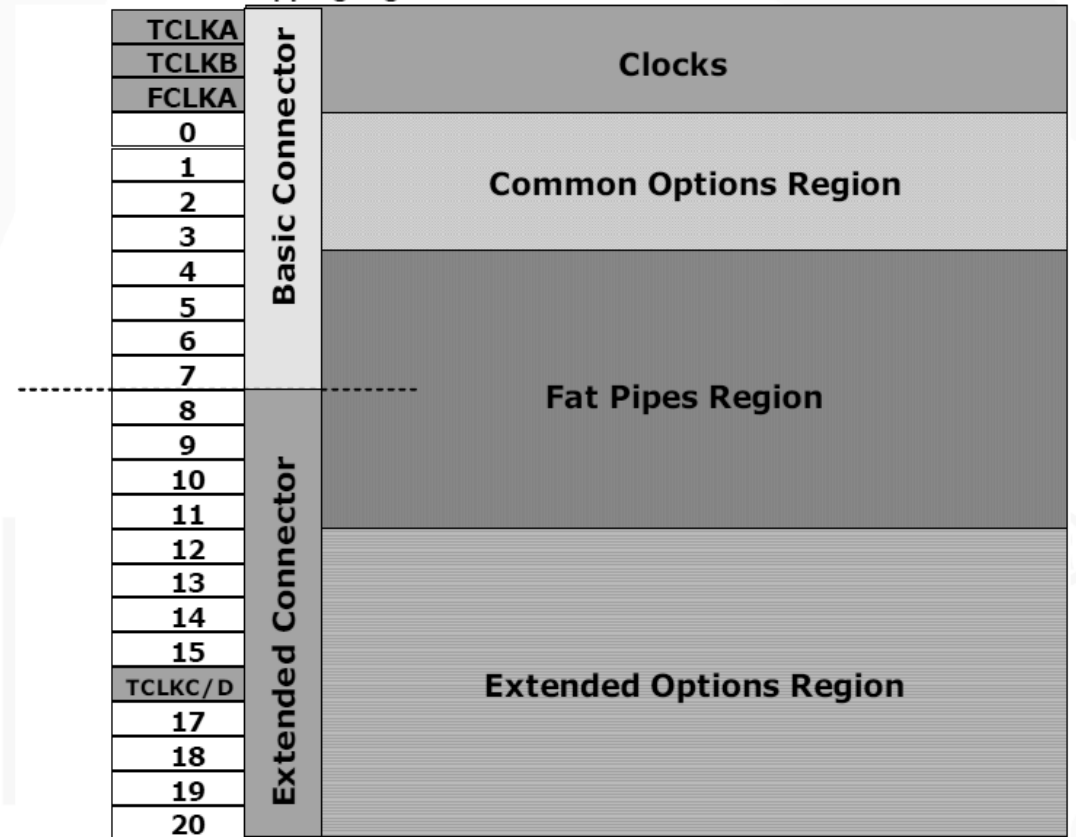 TCLKA
TCLKB
FCLKA
0
1
2
3
4
5
6
7
8
9
10
11
12
13
14
15
TCLKC/D
17
18
19
20
Basic Connector
Extended Connector
Clocks
Common Options Region
Fat Pipes Region
Extended Options Region